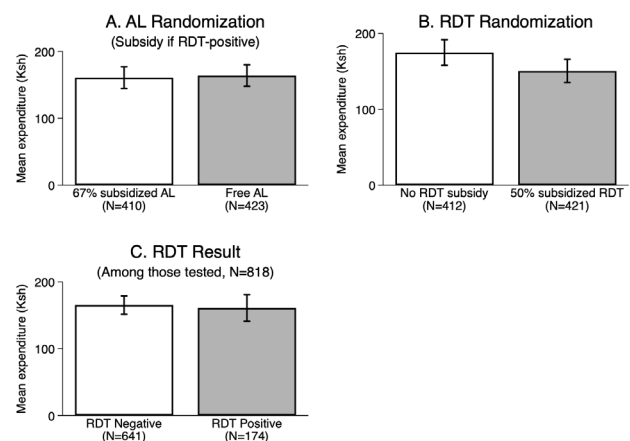 A. AL Randomization
(Subsidy if RDT-positive)
Mean expenditure (Ksh)
200
100
0
67% subsidized AL
(N=410)
Free AL
(N=423)
B. RDT Randomization
Mean expenditure (Ksh)
200
100
0
No RDT subsidy
(N=412)
50% subsidized RDT
(N=421)
C. RDT Result
(Among those tested, N=818)
Mean expenditure (Ksh)
200
100
0
RDT Negative
(N=641)
RDT Positive
(N=174)